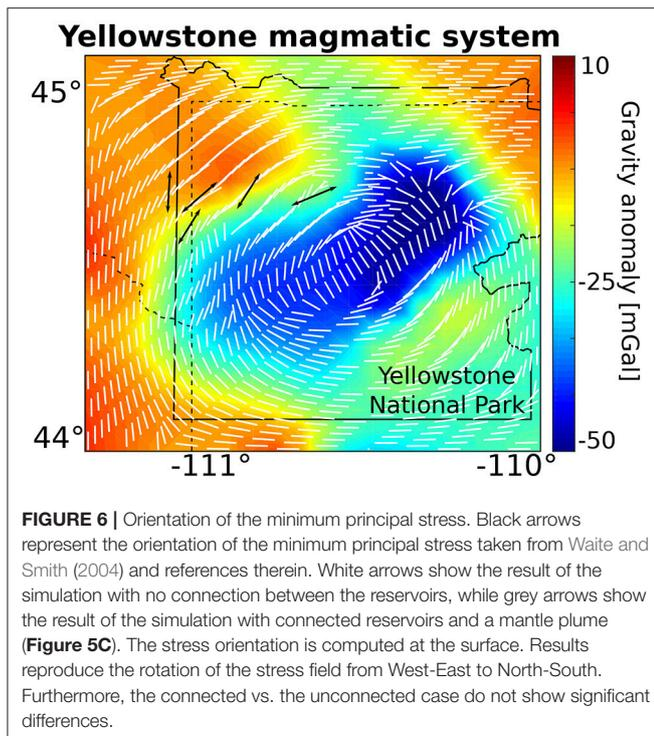 Yellowstone magmatic system
45°
44°
-111°
-110°
10
-25
-50
Gravity anomaly [mGal]
Yellowstone
National Park
FIGURE 6 | Orientation of the minimum principal stress. Black arrows
represent the orientation of the minimum principal stress taken from Waite and
Smith (2004) and references therein. White arrows show the result of the
simulation with no connection between the reservoirs, while grey arrows show
the result of the simulation with connected reservoirs and a mantle plume
(Figure 5C). The stress orientation is computed at the surface. Results
reproduce the rotation of the stress field from West-East to North-South.
Furthermore, the connected vs. the unconnected case do not show significant
differences.